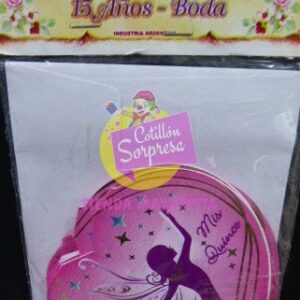 15 Años - Boda
INDUSTRIA ARGENTINA
Cotillón
Sorpresa
Mis
Quince